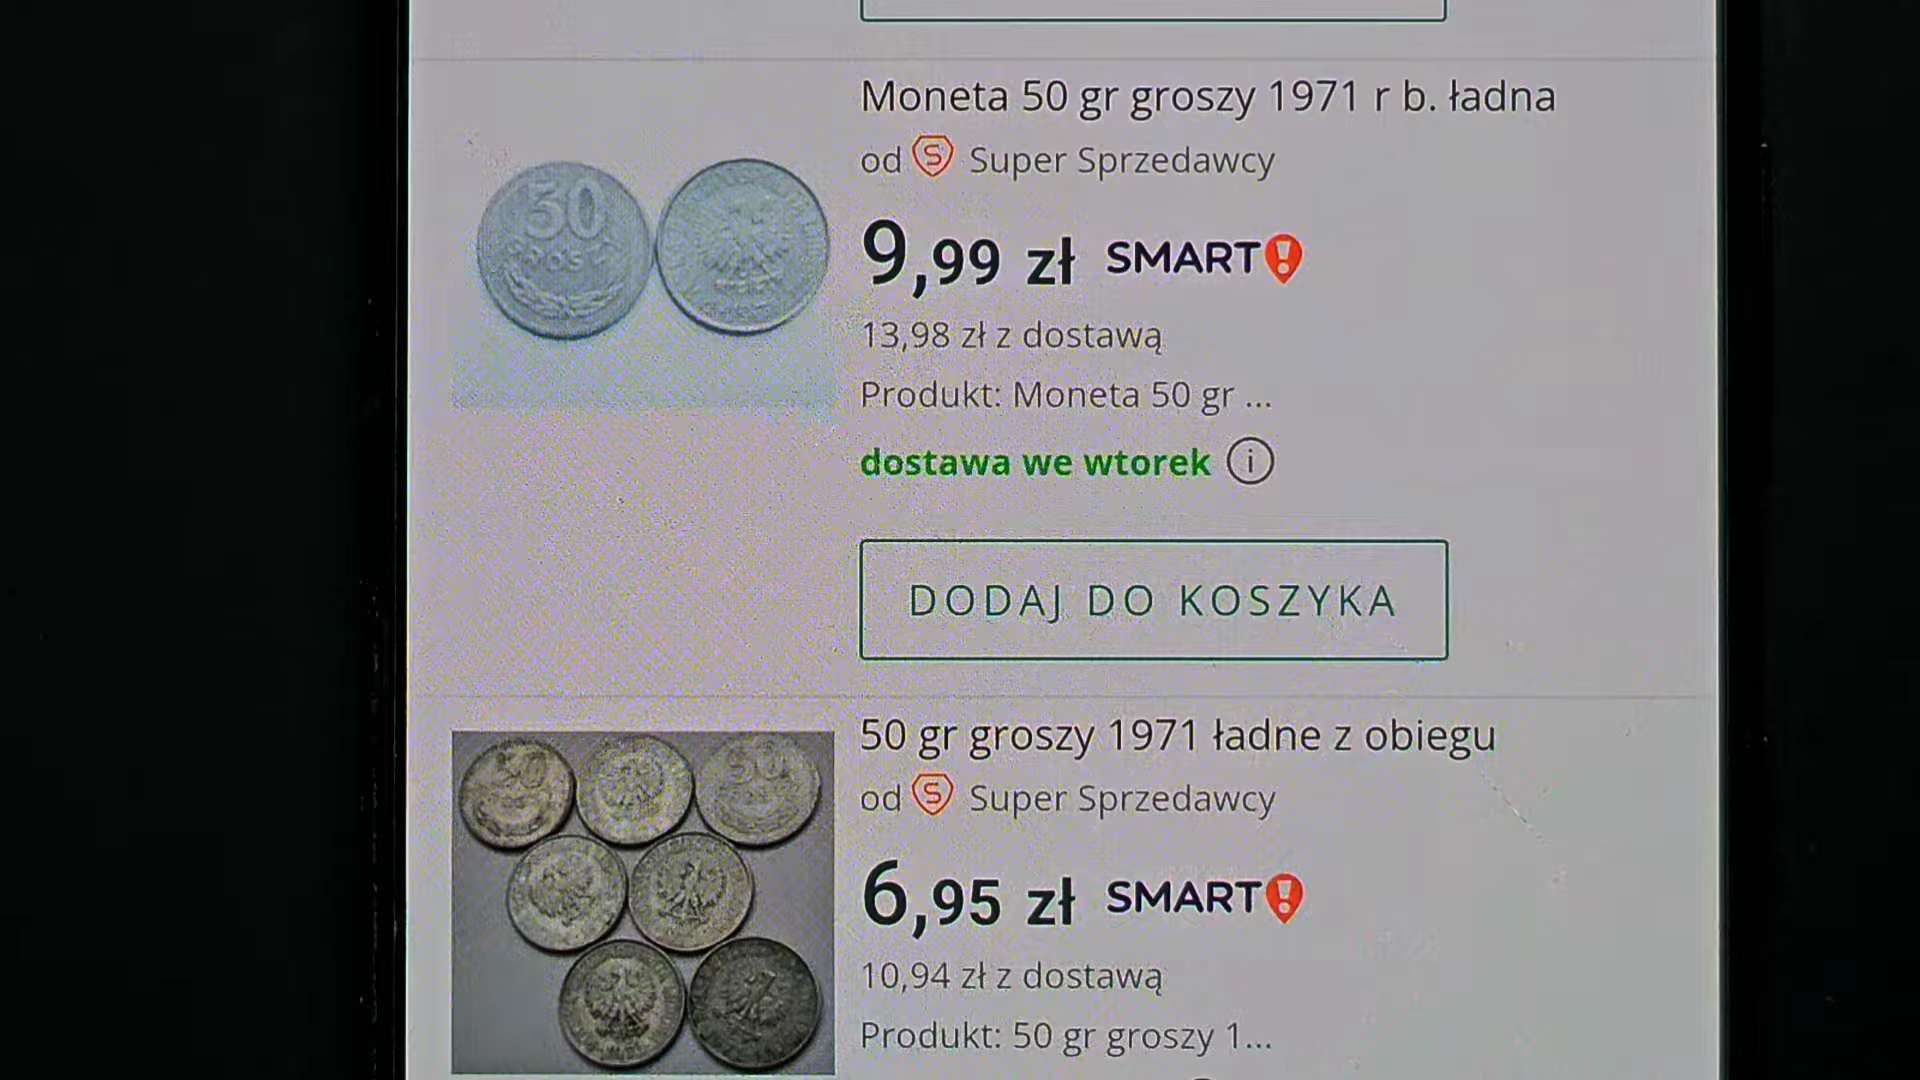 Moneta 50 gr groszy 1971 r b. ładna
od Super Sprzedawcy
9,99 zł SMART!
13,98 zł z dostawą
Produkt: Moneta 50 gr ...
dostawa we wtorek
DODAJ DO KOSZYKA
50 gr groszy 1971 ładne z obiegu
od Super Sprzedawcy
6,95 zł SMART!
10,94 zł z dostawą
Produkt: 50 gr groszy 1...